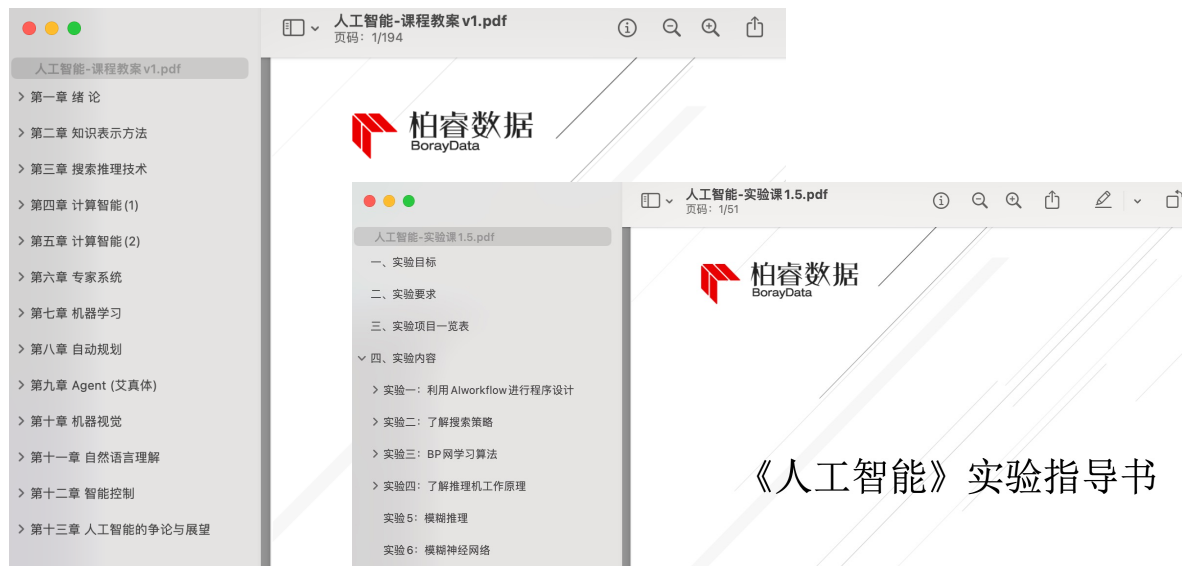 人工智能-课程教案v1.pdf
页码：1/194
人工智能-课程教案v1.pdf
第一章 绪 论
第二章 知识表示方法
第三章 搜索推理技术
第四章 计算智能(1)
第五章 计算智能(2)
第六章 专家系统
第七章 机器学习
第八章 自动规划
第九章 Agent (艾真体)
第十章 机器视觉
第十一章 自然语言理解
第十二章 智能控制
第十三章 人工智能的争论与展望
柏睿数据
BorayData
人工智能-实验课1.5.pdf
页码：1/51
人工智能-实验课1.5.pdf
一、实验目标
二、实验要求
三、实验项目一览表
四、实验内容
实验一：利用AIworkflow进行程序设计
实验二：了解搜索策略
实验三：BP网学习算法
实验四：了解推理机工作原理
实验5：模糊推理
实验6：模糊神经网络
柏睿数据
BorayData
《人工智能》实验指导书